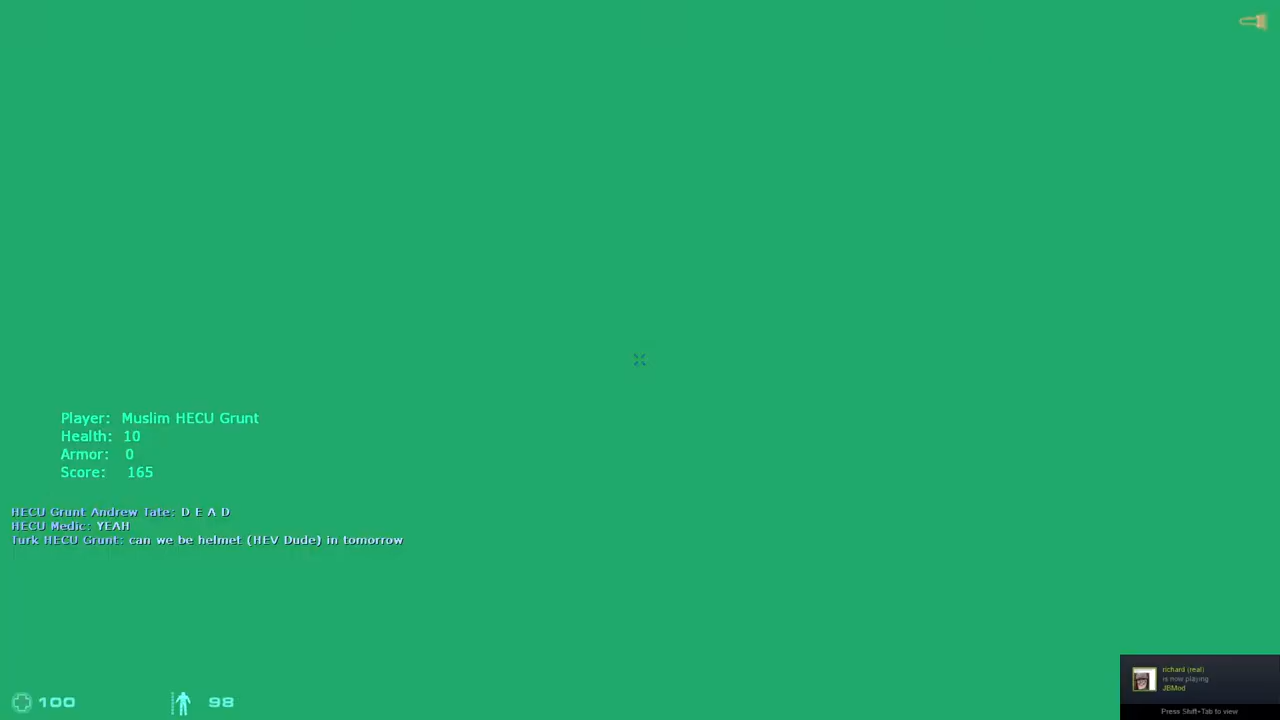 Player: Muslim HECU Grunt
Health: 10
Armor: 0
Score: 165
HECU Grunt Andrew Tate: D E A D
HECU Medic: YEAH
Turk HECU Grunt: can we be helmet (HEV Dude) in tomorrow
100
98
richard (real)
is now playing
JBMod
Press Shift+Tab to view